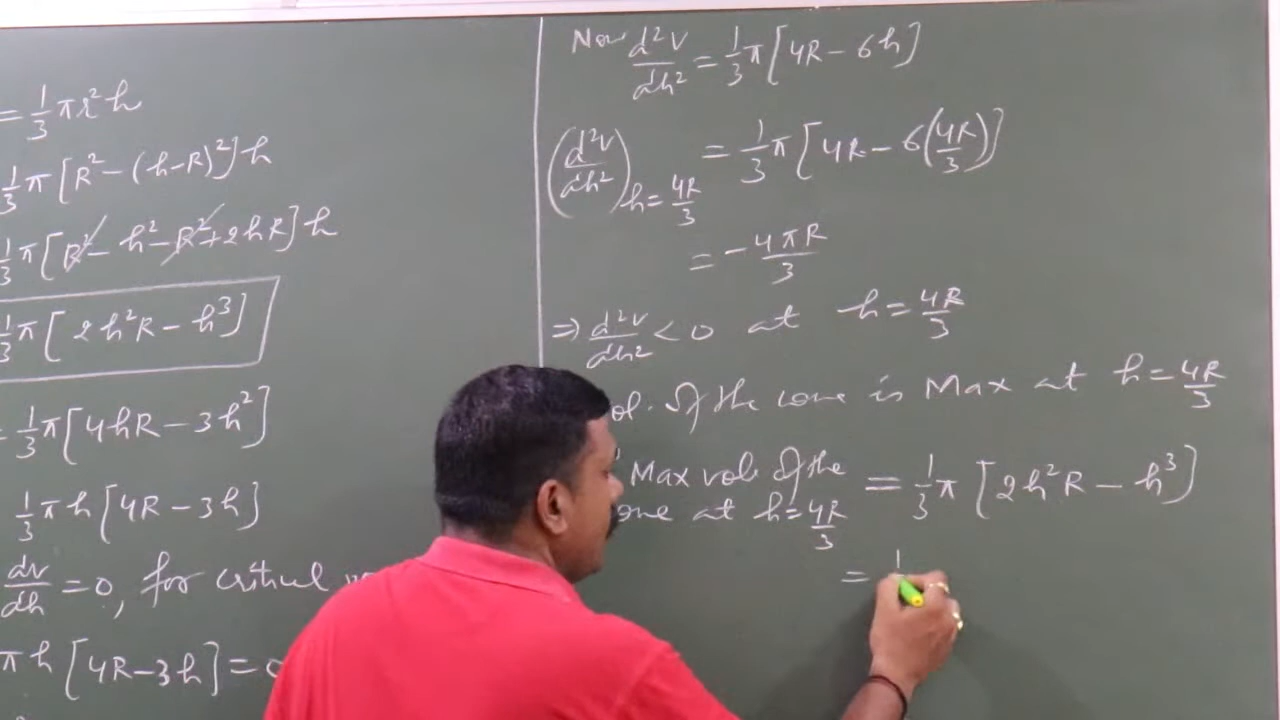 = 1/3 πr²h
1/3 π [R² – (h–R)²] h
1/3 π [R² – h² – R² + 2hR] h
1/3 π [2h²R – h³]
= 1/3 π [4hR – 3h²]
1/3 πh [4R – 3h]
dv/dh = 0, for critical
πh [4R–3h] = 0
Now d²V/dh² = 1/3 π [4R – 6h]
(d²V/dh²) h = 4R/3 = 1/3 π [4R – 6(4R/3)]
= – 4πR/3
⇒ d²V/dh² < 0 at h = 4R/3
ol. of the cone is Max at h = 4R/3
Max vol. of the
one at h = 4R/3 = 1/3 π [2h²R – h³]
= 1